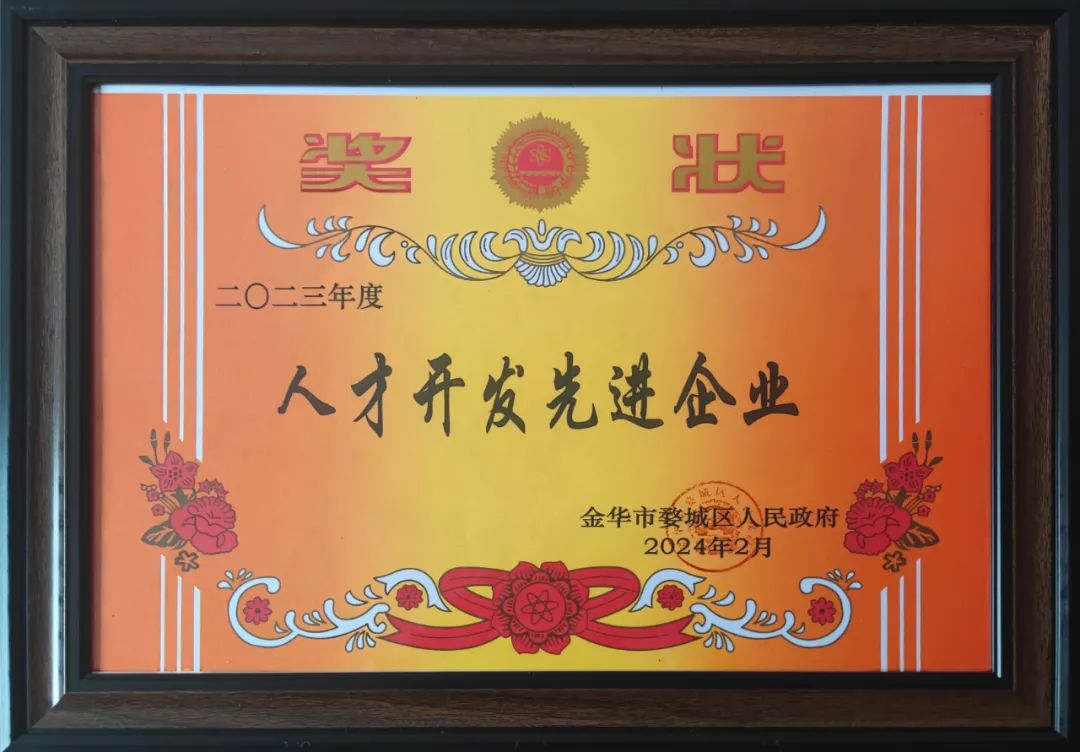 奖状
二〇二三年度
人才开发先进企业
金华市婺城区人民政府
2024年2月